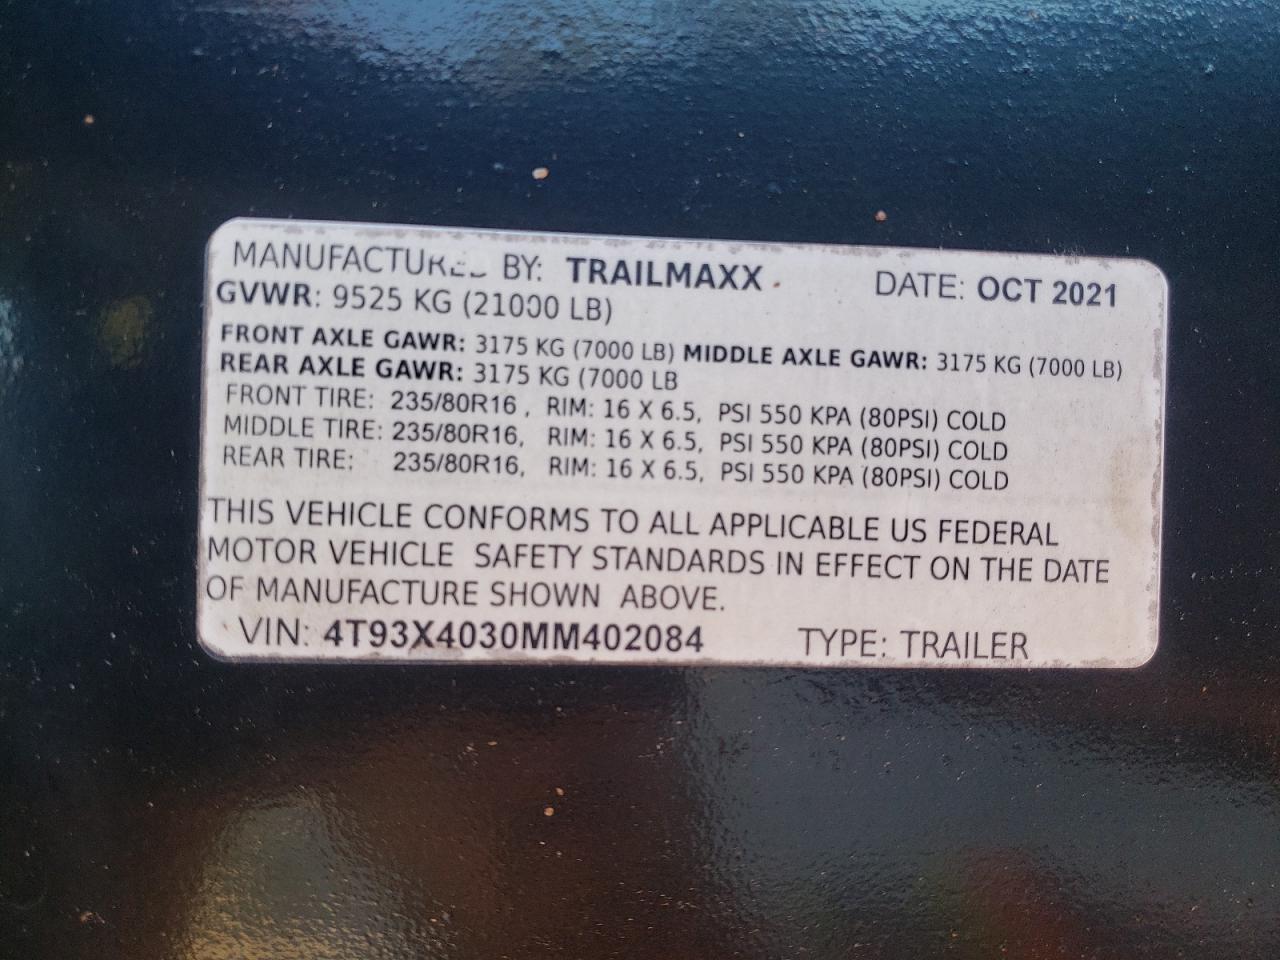 MANUFACTURED BY: TRAILMAXX DATE: OCT 2021
GVWR: 9525 KG (21000 LB)
FRONT AXLE GAWR: 3175 KG (7000 LB) MIDDLE AXLE GAWR: 3175 KG (7000 LB)
REAR AXLE GAWR: 3175 KG (7000 LB
FRONT TIRE: 235/80R16 , RIM: 16 X 6.5, PSI 550 KPA (80PSI) COLD
MIDDLE TIRE: 235/80R16, RIM: 16 X 6.5, PSI 550 KPA (80PSI) COLD
REAR TIRE: 235/80R16, RIM: 16 X 6.5, PSI 550 KPA (80PSI) COLD
THIS VEHICLE CONFORMS TO ALL APPLICABLE US FEDERAL
MOTOR VEHICLE SAFETY STANDARDS IN EFFECT ON THE DATE
OF MANUFACTURE SHOWN ABOVE.
VIN: 4T93X4030MM402084 TYPE: TRAILER